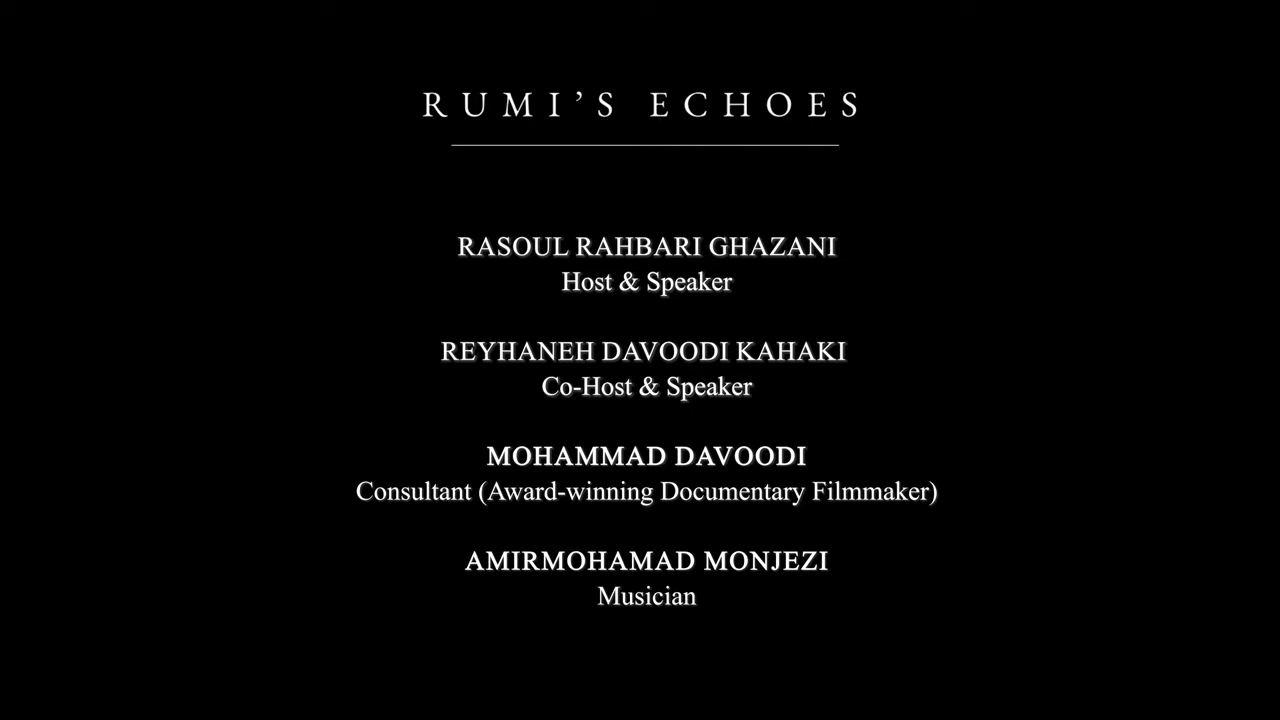 RUMI’S ECHOES
RASOUL RAHBARI GHAZANI
Host & Speaker
REYHANEH DAVOODI KAHAKI
Co-Host & Speaker
MOHAMMAD DAVOODI
Consultant (Award-winning Documentary Filmmaker)
AMIRMOHAMAD MONJEZI
Musician